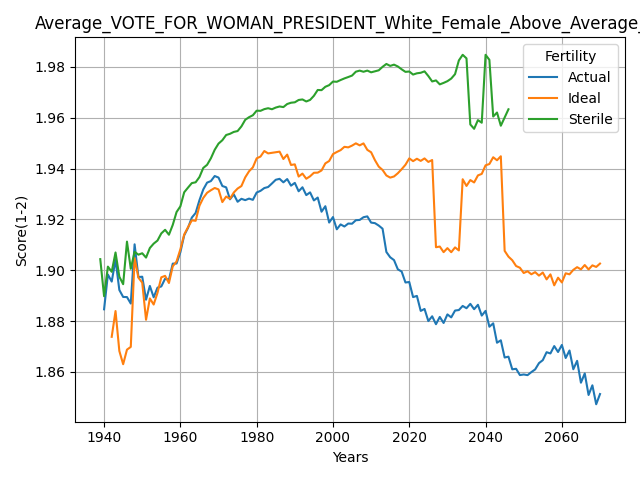 Average_VOTE_FOR_WOMAN_PRESIDENT_White_Female_Above_Average_
Fertility
Actual
Ideal
Sterile
Score(1-2)
1.98
1.96
1.94
1.92
1.90
1.88
1.86
1940
1960
1980
2000
2020
2040
2060
Years